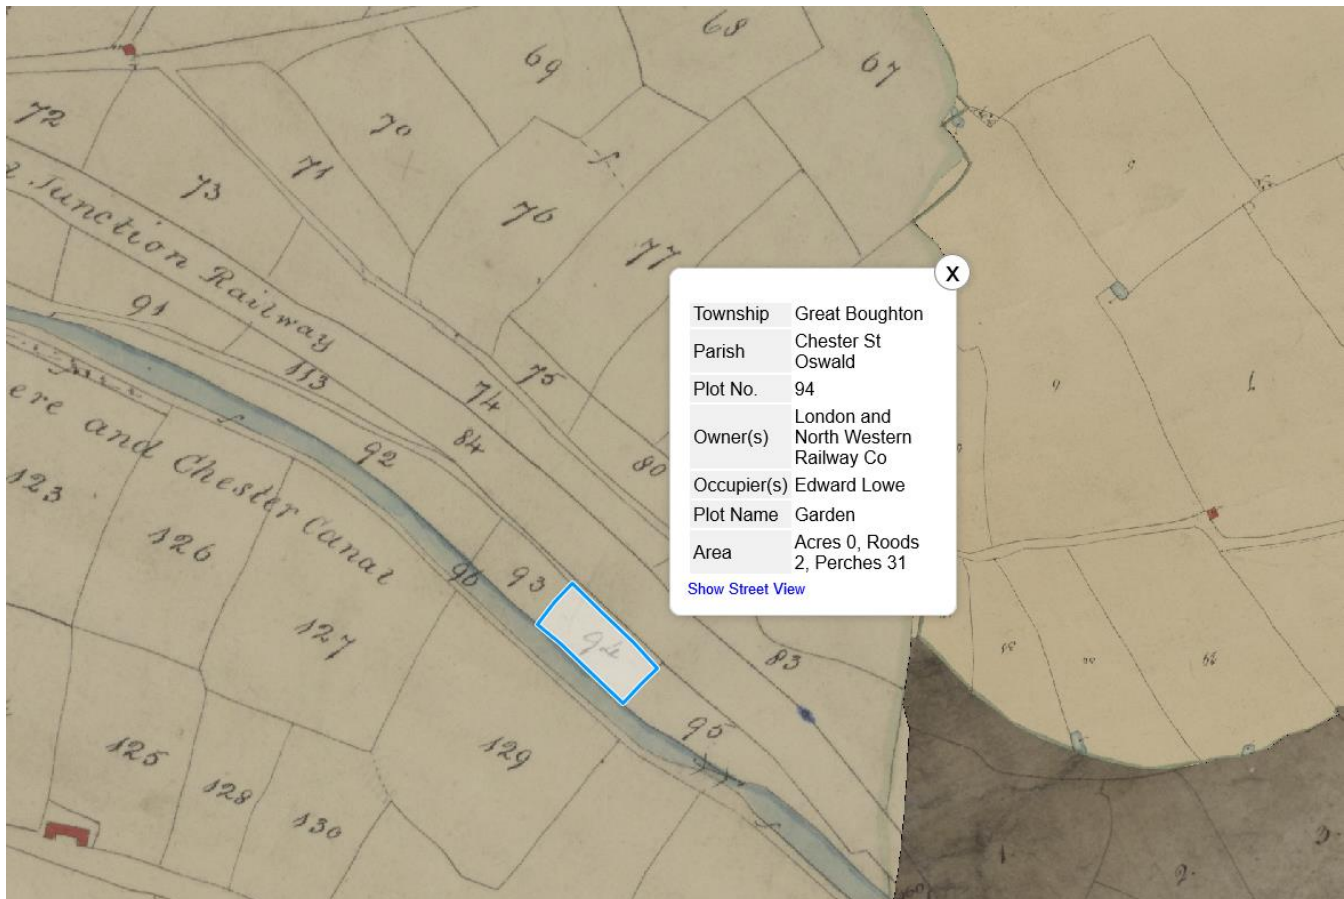 68
69
67
72
70
71
73
76
77
d Junction Railway
91
113
75
74
84
92
80
ere and Chester Canal
123
126
96
93
94
127
83
95
125
129
128
130
X
Township Great Boughton
Parish Chester St
Oswald
Plot No. 94
Owner(s) London and
North Western
Railway Co
Occupier(s) Edward Lowe
Plot Name Garden
Area Acres 0, Roods
2, Perches 31
Show Street View
1
2
3